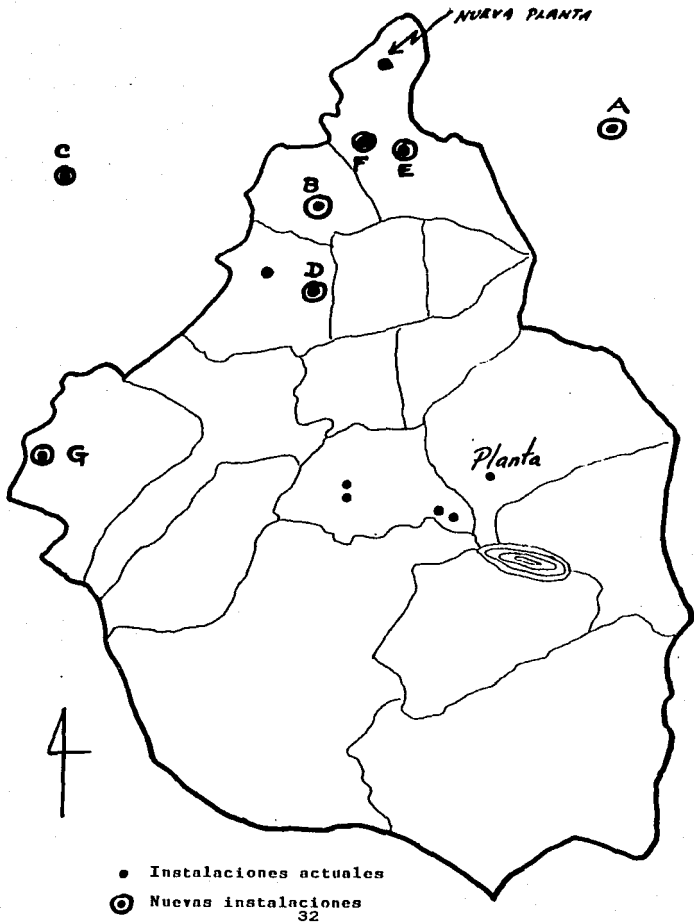 NUEVA PLANTA
A
C
F
E
B
D
G
Planta
Instalaciones actuales
Nuevas instalaciones
32